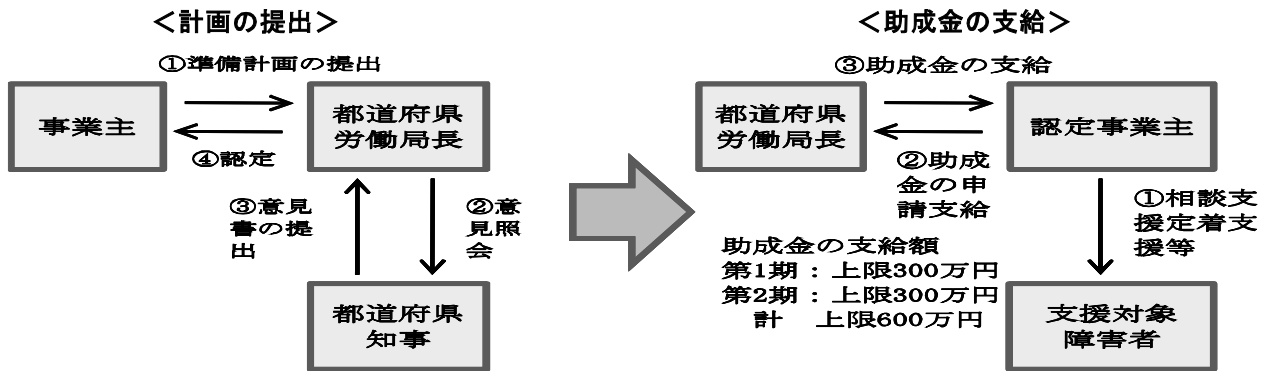 ＜計画の提出＞
①準備計画の提出
事業主
都道府県
労働局長
④認定
③意見
書の提
出
②意
見照
会
都道府県
知事
＜助成金の支給＞
③助成金の支給
都道府県
労働局長
認定事業主
②助成
金の申
請支給
①相談支
援定着支
援等
助成金の支給額
第1期：上限300万円
第2期：上限300万円
計　上限600万円
支援対象
障害者